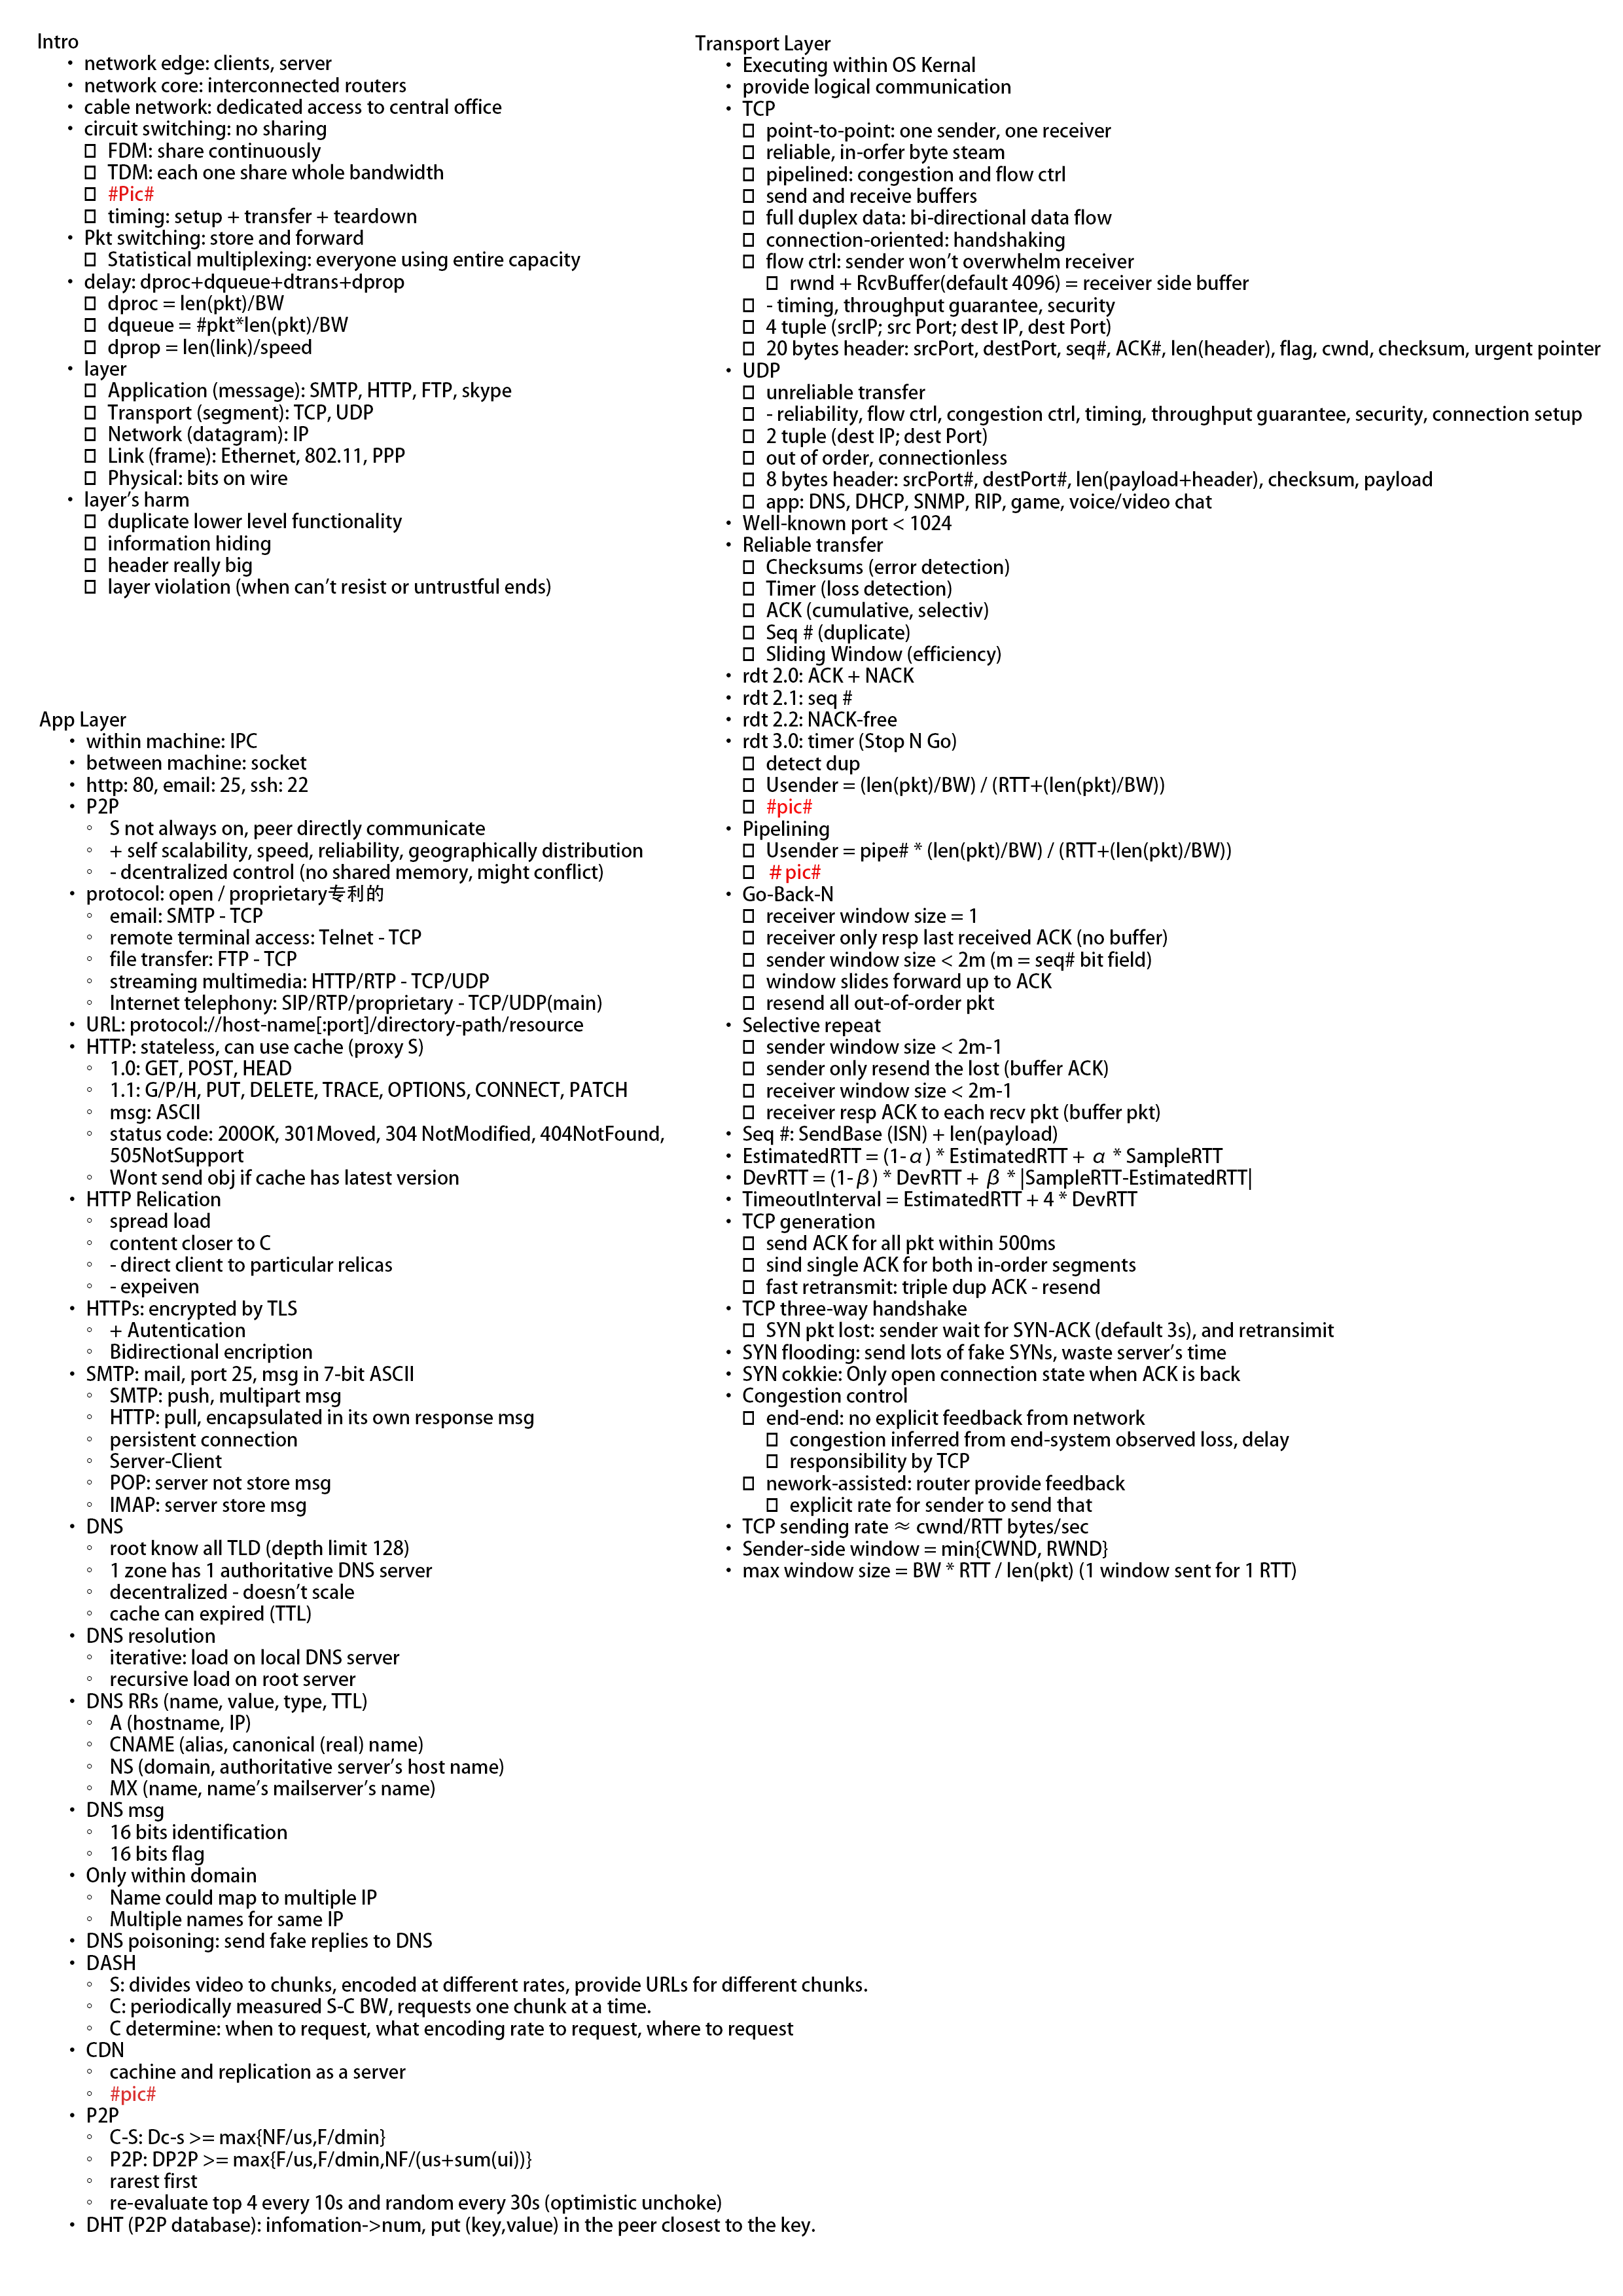 Intro
• network edge: clients, server
• network core: interconnected routers
• cable network: dedicated access to central office
• circuit switching: no sharing
□ FDM: share continuously
□ TDM: each one share whole bandwidth
□ #Pic#
□ timing: setup + transfer + teardown
• Pkt switching: store and forward
□ Statistical multiplexing: everyone using entire capacity
• delay: dproc+dqueue+dtrans+dprop
□ dproc = len(pkt)/BW
□ dqueue = #pkt*len(pkt)/BW
□ dprop = len(link)/speed
• layer
□ Application (message): SMTP, HTTP, FTP, skype
□ Transport (segment): TCP, UDP
□ Network (datagram): IP
□ Link (frame): Ethernet, 802.11, PPP
□ Physical: bits on wire
• layer’s harm
□ duplicate lower level functionality
□ information hiding
□ header really big
□ layer violation (when can’t resist or untrustful ends)
App Layer
• within machine: IPC
• between machine: socket
• http: 80, email: 25, ssh: 22
• P2P
◦ S not always on, peer directly communicate
◦ + self scalability, speed, reliability, geographically distribution
◦ - dcentralized control (no shared memory, might conflict)
• protocol: open / proprietary专利的
◦ email: SMTP - TCP
◦ remote terminal access: Telnet - TCP
◦ file transfer: FTP - TCP
◦ streaming multimedia: HTTP/RTP - TCP/UDP
◦ Internet telephony: SIP/RTP/proprietary - TCP/UDP(main)
• URL: protocol://host-name[:port]/directory-path/resource
• HTTP: stateless, can use cache (proxy S)
◦ 1.0: GET, POST, HEAD
◦ 1.1: G/P/H, PUT, DELETE, TRACE, OPTIONS, CONNECT, PATCH
◦ msg: ASCII
◦ status code: 200OK, 301Moved, 304 NotModified, 404NotFound,
505NotSupport
◦ Wont send obj if cache has latest version
• HTTP Relication
◦ spread load
◦ content closer to C
◦ - direct client to particular relicas
◦ - expeiven
• HTTPs: encrypted by TLS
◦ + Autentication
◦ Bidirectional encription
• SMTP: mail, port 25, msg in 7-bit ASCII
◦ SMTP: push, multipart msg
◦ HTTP: pull, encapsulated in its own response msg
◦ persistent connection
◦ Server-Client
◦ POP: server not store msg
◦ IMAP: server store msg
• DNS
◦ root know all TLD (depth limit 128)
◦ 1 zone has 1 authoritative DNS server
◦ decentralized - doesn’t scale
◦ cache can expired (TTL)
• DNS resolution
◦ iterative: load on local DNS server
◦ recursive load on root server
• DNS RRs (name, value, type, TTL)
◦ A (hostname, IP)
◦ CNAME (alias, canonical (real) name)
◦ NS (domain, authoritative server’s host name)
◦ MX (name, name’s mailserver’s name)
• DNS msg
◦ 16 bits identification
◦ 16 bits flag
• Only within domain
◦ Name could map to multiple IP
◦ Multiple names for same IP
• DNS poisoning: send fake replies to DNS
• DASH
◦ S: divides video to chunks, encoded at different rates, provide URLs for different chunks.
◦ C: periodically measured S-C BW, requests one chunk at a time.
◦ C determine: when to request, what encoding rate to request, where to request
• CDN
◦ cachine and replication as a server
◦ #pic#
• P2P
◦ C-S: Dc-s >= max{NF/us,F/dmin}
◦ P2P: DP2P >= max{F/us,F/dmin,NF/(us+sum(ui))}
◦ rarest first
◦ re-evaluate top 4 every 10s and random every 30s (optimistic unchoke)
• DHT (P2P database): infomation->num, put (key,value) in the peer closest to the key.
Transport Layer
• Executing within OS Kernal
• provide logical communication
• TCP
□ point-to-point: one sender, one receiver
□ reliable, in-orfer byte steam
□ pipelined: congestion and flow ctrl
□ send and receive buffers
□ full duplex data: bi-directional data flow
□ connection-oriented: handshaking
□ flow ctrl: sender won’t overwhelm receiver
□ rwnd + RcvBuffer(default 4096) = receiver side buffer
□ - timing, throughput guarantee, security
□ 4 tuple (srcIP; src Port; dest IP, dest Port)
□ 20 bytes header: srcPort, destPort, seq#, ACK#, len(header), flag, cwnd, checksum, urgent pointer
• UDP
□ unreliable transfer
□ - reliability, flow ctrl, congestion ctrl, timing, throughput guarantee, security, connection setup
□ 2 tuple (dest IP; dest Port)
□ out of order, connectionless
□ 8 bytes header: srcPort#, destPort#, len(payload+header), checksum, payload
□ app: DNS, DHCP, SNMP, RIP, game, voice/video chat
• Well-known port < 1024
• Reliable transfer
□ Checksums (error detection)
□ Timer (loss detection)
□ ACK (cumulative, selectiv)
□ Seq # (duplicate)
□ Sliding Window (efficiency)
• rdt 2.0: ACK + NACK
• rdt 2.1: seq #
• rdt 2.2: NACK-free
• rdt 3.0: timer (Stop N Go)
□ detect dup
□ Usender = (len(pkt)/BW) / (RTT+(len(pkt)/BW))
□ #pic#
• Pipelining
□ Usender = pipe# * (len(pkt)/BW) / (RTT+(len(pkt)/BW))
□ # pic#
• Go-Back-N
□ receiver window size = 1
□ receiver only resp last received ACK (no buffer)
□ sender window size < 2m (m = seq# bit field)
□ window slides forward up to ACK
□ resend all out-of-order pkt
• Selective repeat
□ sender window size < 2m-1
□ sender only resend the lost (buffer ACK)
□ receiver window size < 2m-1
□ receiver resp ACK to each recv pkt (buffer pkt)
• Seq #: SendBase (ISN) + len(payload)
• EstimatedRTT = (1-α) * EstimatedRTT + α * SampleRTT
• DevRTT = (1-β) * DevRTT + β * |SampleRTT-EstimatedRTT|
• TimeoutInterval = EstimatedRTT + 4 * DevRTT
• TCP generation
□ send ACK for all pkt within 500ms
□ sind single ACK for both in-order segments
□ fast retransmit: triple dup ACK - resend
• TCP three-way handshake
□ SYN pkt lost: sender wait for SYN-ACK (default 3s), and retransimit
• SYN flooding: send lots of fake SYNs, waste server’s time
• SYN cokkie: Only open connection state when ACK is back
• Congestion control
□ end-end: no explicit feedback from network
□ congestion inferred from end-system observed loss, delay
□ responsibility by TCP
□ nework-assisted: router provide feedback
□ explicit rate for sender to send that
• TCP sending rate ≈ cwnd/RTT bytes/sec
• Sender-side window = min{CWND, RWND}
• max window size = BW * RTT / len(pkt) (1 window sent for 1 RTT)